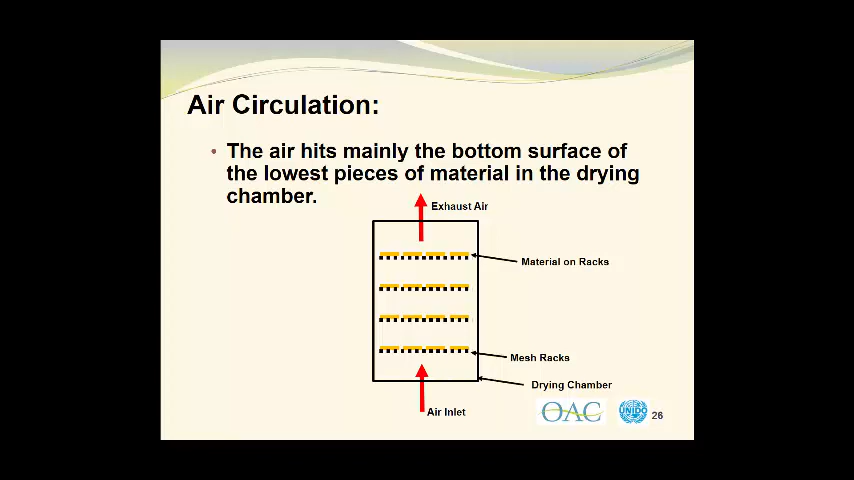 Air Circulation:
• The air hits mainly the bottom surface of
the lowest pieces of material in the drying
chamber.
Exhaust Air
Material on Racks
Mesh Racks
Drying Chamber
Air Inlet
OAC
UNIDO
26